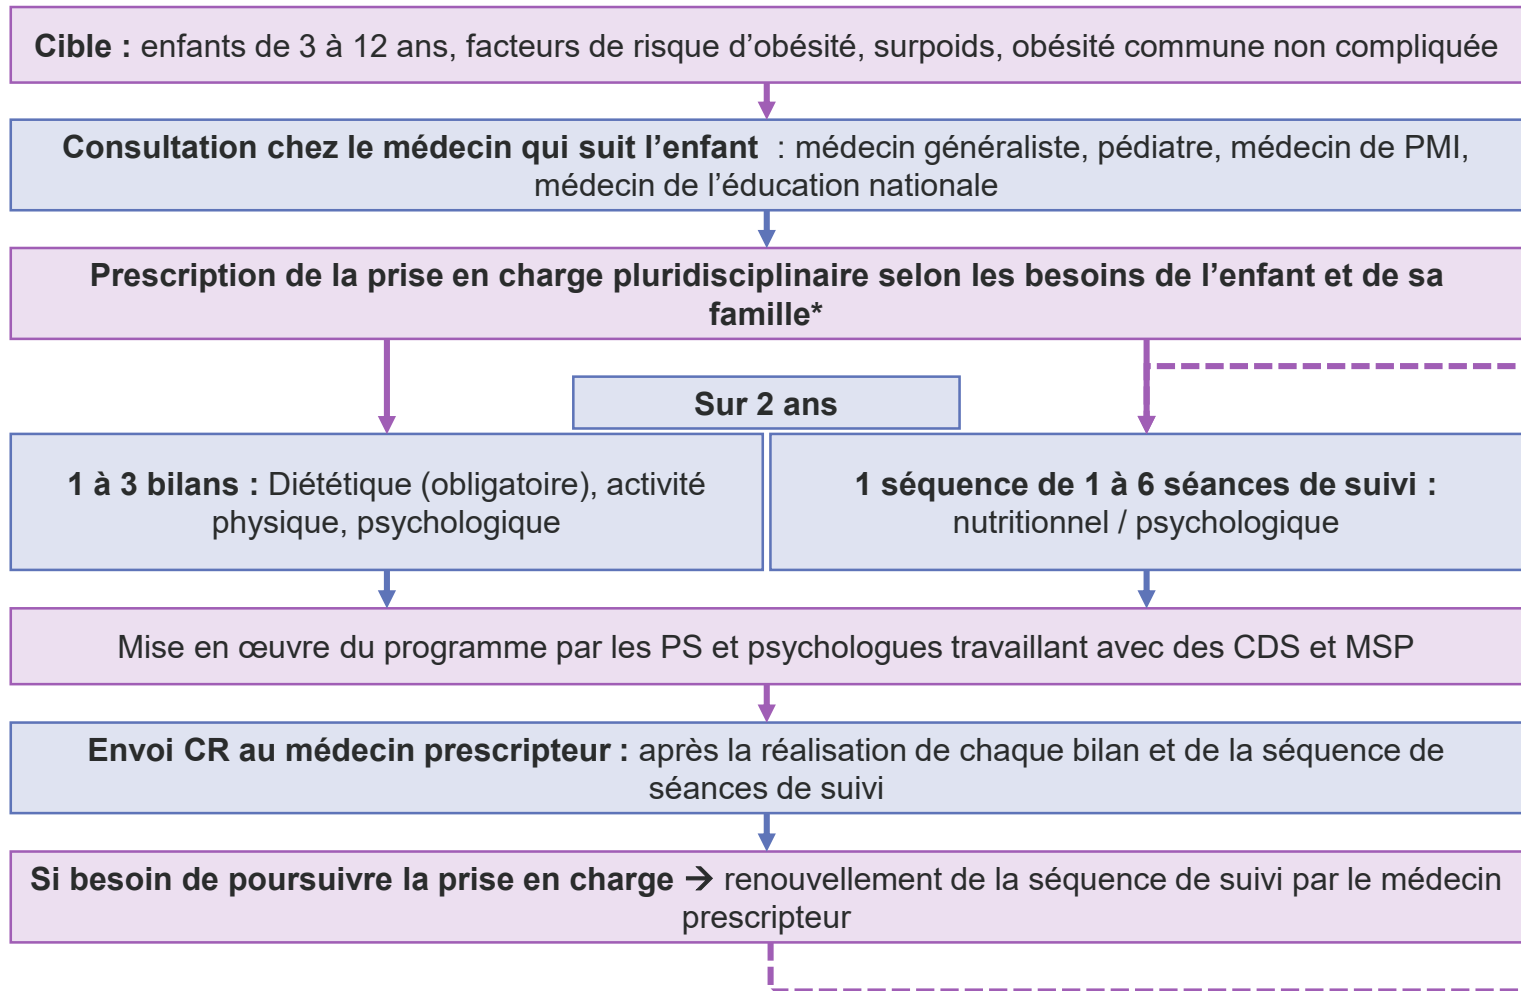 Cible : enfants de 3 à 12 ans, facteurs de risque d’obésité, surpoids, obésité commune non compliquée
Consultation chez le médecin qui suit l’enfant : médecin généraliste, pédiatre, médecin de PMI,
médecin de l’éducation nationale
Prescription de la prise en charge pluridisciplinaire selon les besoins de l’enfant et de sa
famille*
Sur 2 ans
1 à 3 bilans : Diététique (obligatoire), activité
physique, psychologique
1 séquence de 1 à 6 séances de suivi :
nutritionnel / psychologique
Mise en œuvre du programme par les PS et psychologues travaillant avec des CDS et MSP
Envoi CR au médecin prescripteur : après la réalisation de chaque bilan et de la séquence de
séances de suivi
Si besoin de poursuivre la prise en charge → renouvellement de la séquence de suivi par le médecin
prescripteur